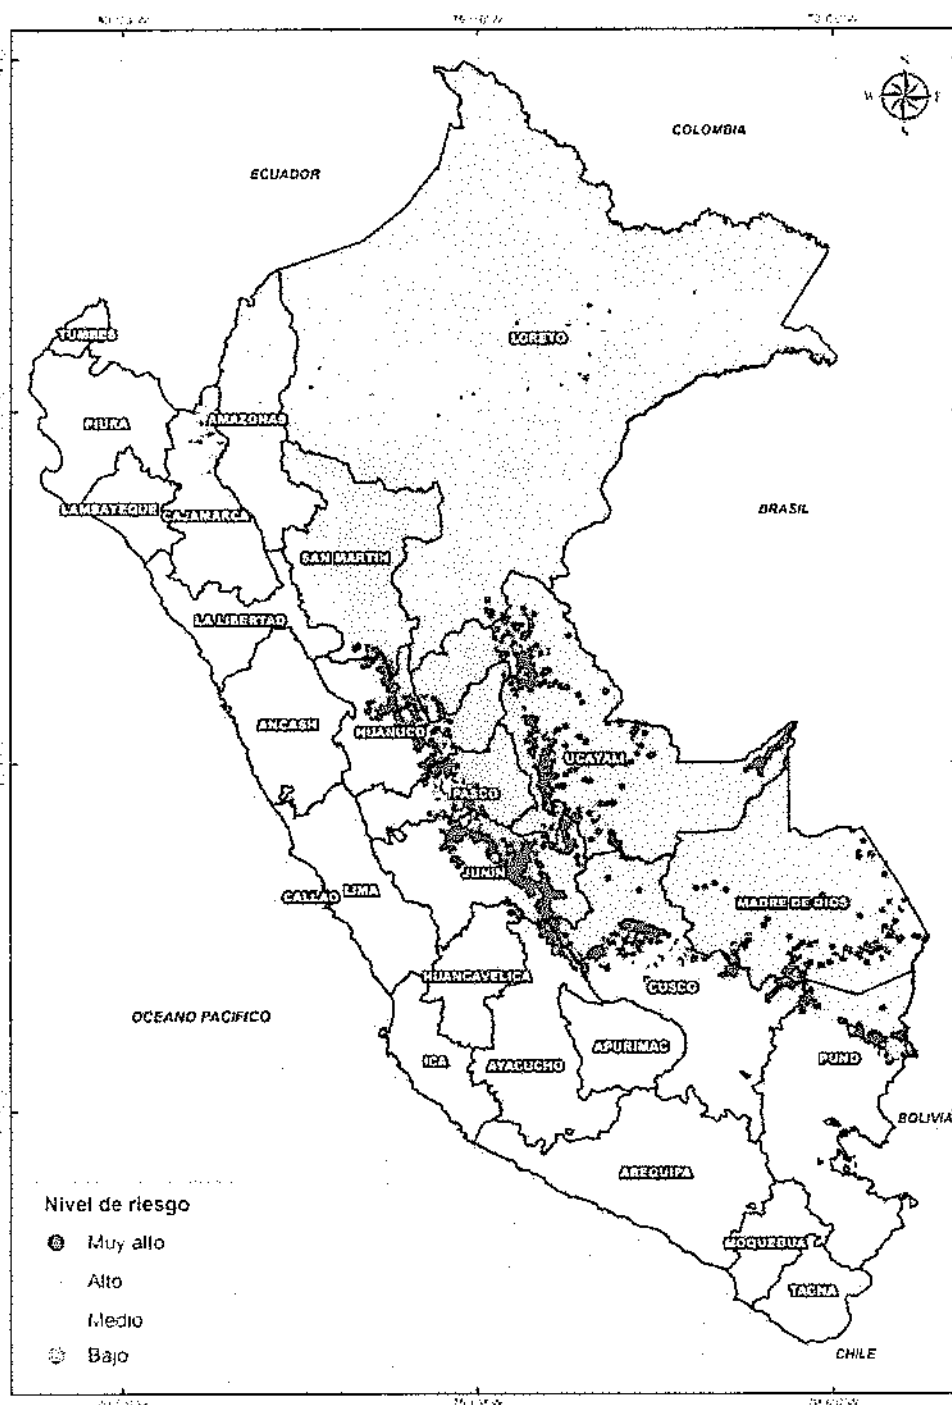 COLOMBIA
ECUADOR
TUMBES
LORETO
PIURA
AMAZONAS
LAMBAYEQUE
CAJAMARCA
BRASIL
SAN MARTIN
LA LIBERTAD
ANCASH
HUANUCO
UCAYALI
PASCO
JUNIN
CALLAO
LIMA
MADRE DE DIOS
HUANCAVELICA
CUSCO
OCEANO PACIFICO
ICA
AYACUCHO
APURIMAC
PUNO
BOLIVIA
AREQUIPA
Nivel de riesgo
Muy alto
MOQUEGUA
Alto
TACNA
Medio
Bajo
CHILE